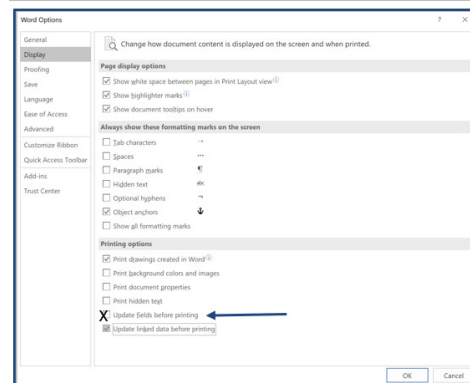 Word Options
?
×
General
Display
Proofing
Save
Language
Ease of Access
Advanced
Customize Ribbon
Quick Access Toolbar
Add-ins
Trust Center
Change how document content is displayed on the screen and when printed.
Page display options
Show white space between pages in Print Layout view
Show highlighter marks
Show document tooltips on hover
Always show these formatting marks on the screen
Tab characters →
Spaces ···
Paragraph marks ¶
Hidden text abc
Optional hyphens ¬
Object anchors
Show all formatting marks
Printing options
Print drawings created in Word
Print background colors and images
Print document properties
Print hidden text
X Update fields before printing
Update linked data before printing
OK
Cancel